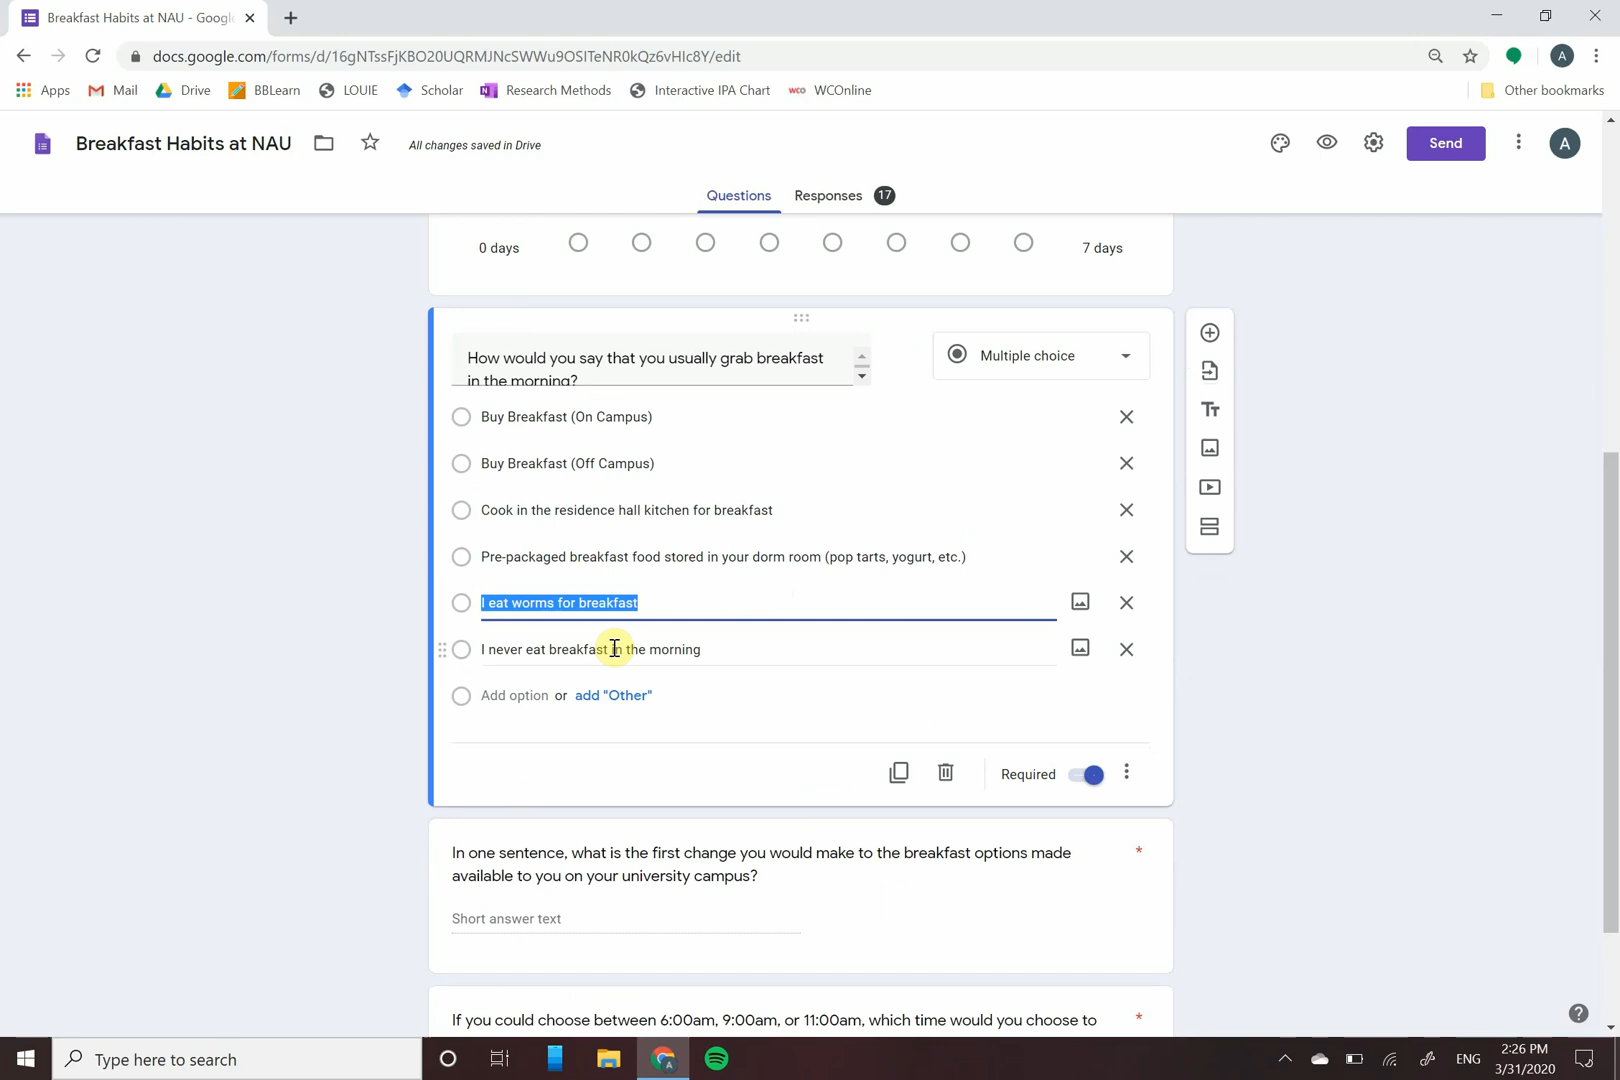 Breakfast Habits at NAU - Googl
docs.google.com/forms/d/16gNTssFjKBO20UQRMJNcSWWu9OSITeNR0kQz6vHIc8Y/edit
Apps Mail Drive BBLearn LOUIE Scholar Research Methods Interactive IPA Chart WCOnline Other bookmarks
Breakfast Habits at NAU All changes saved in Drive Send A
Questions Responses 17
0 days 7 days
How would you say that you usually grab breakfast
in the morning?
Multiple choice
Buy Breakfast (On Campus)
Buy Breakfast (Off Campus)
Cook in the residence hall kitchen for breakfast
Pre-packaged breakfast food stored in your dorm room (pop tarts, yogurt, etc.)
I eat worms for breakfast
I never eat breakfast in the morning
Add option or add "Other"
Required
In one sentence, what is the first change you would make to the breakfast options made *
available to you on your university campus?
Short answer text
If you could choose between 6:00am, 9:00am, or 11:00am, which time would you choose to *
Type here to search
ENG
2:26 PM
3/31/2020